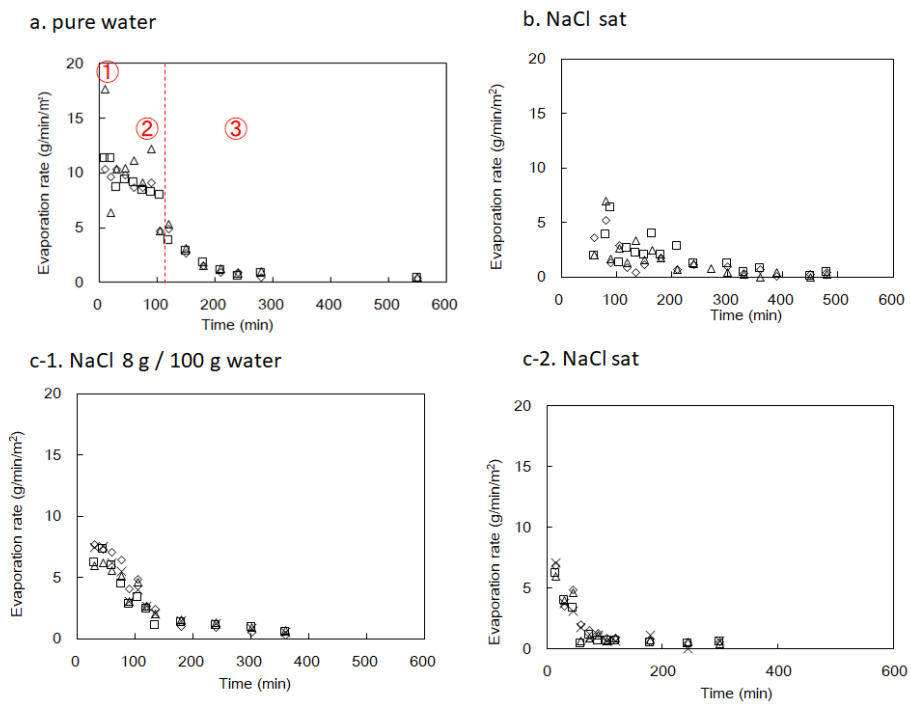 a. pure water
b. NaCl sat
20
15
10
5
0
Evaporation rate (g/min/m²)
①
②
③
0 100 200 300 400 500 600
Time (min)
20
15
10
5
0
Evaporation rate (g/min/m²)
0 100 200 300 400 500 600
Time (min)
c-1. NaCl 8 g / 100 g water
c-2. NaCl sat
20
15
10
5
0
Evaporation rate (g/min/m²)
0 100 200 300 400 500 600
Time (min)
20
15
10
5
0
Evaporation rate (g/min/m²)
0 200 400 600
Time (min)